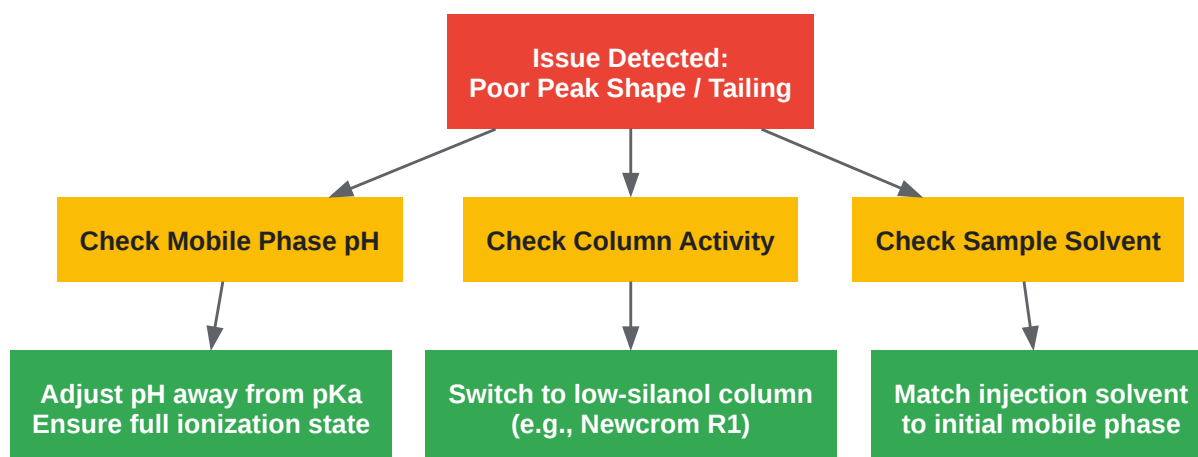 Issue Detected:
Poor Peak Shape / Tailing
Check Mobile Phase pH
Check Column Activity
Check Sample Solvent
Adjust pH away from pKa
Ensure full ionization state
Switch to low-silanol column
(e.g., Newcrom R1)
Match injection solvent
to initial mobile phase